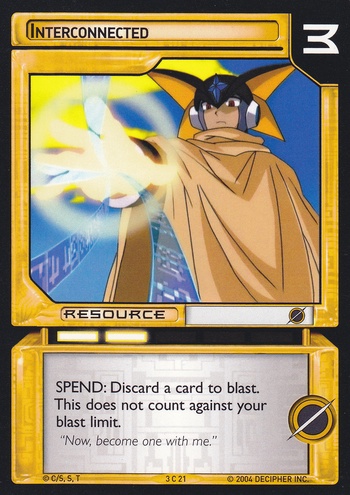 INTERCONNECTED
3
RESOURCE
SPEND: Discard a card to blast.
This does not count against your
blast limit.
"Now, become one with me."
© C/S, S, T 3 C 21 © 2004 DECIPHER INC.